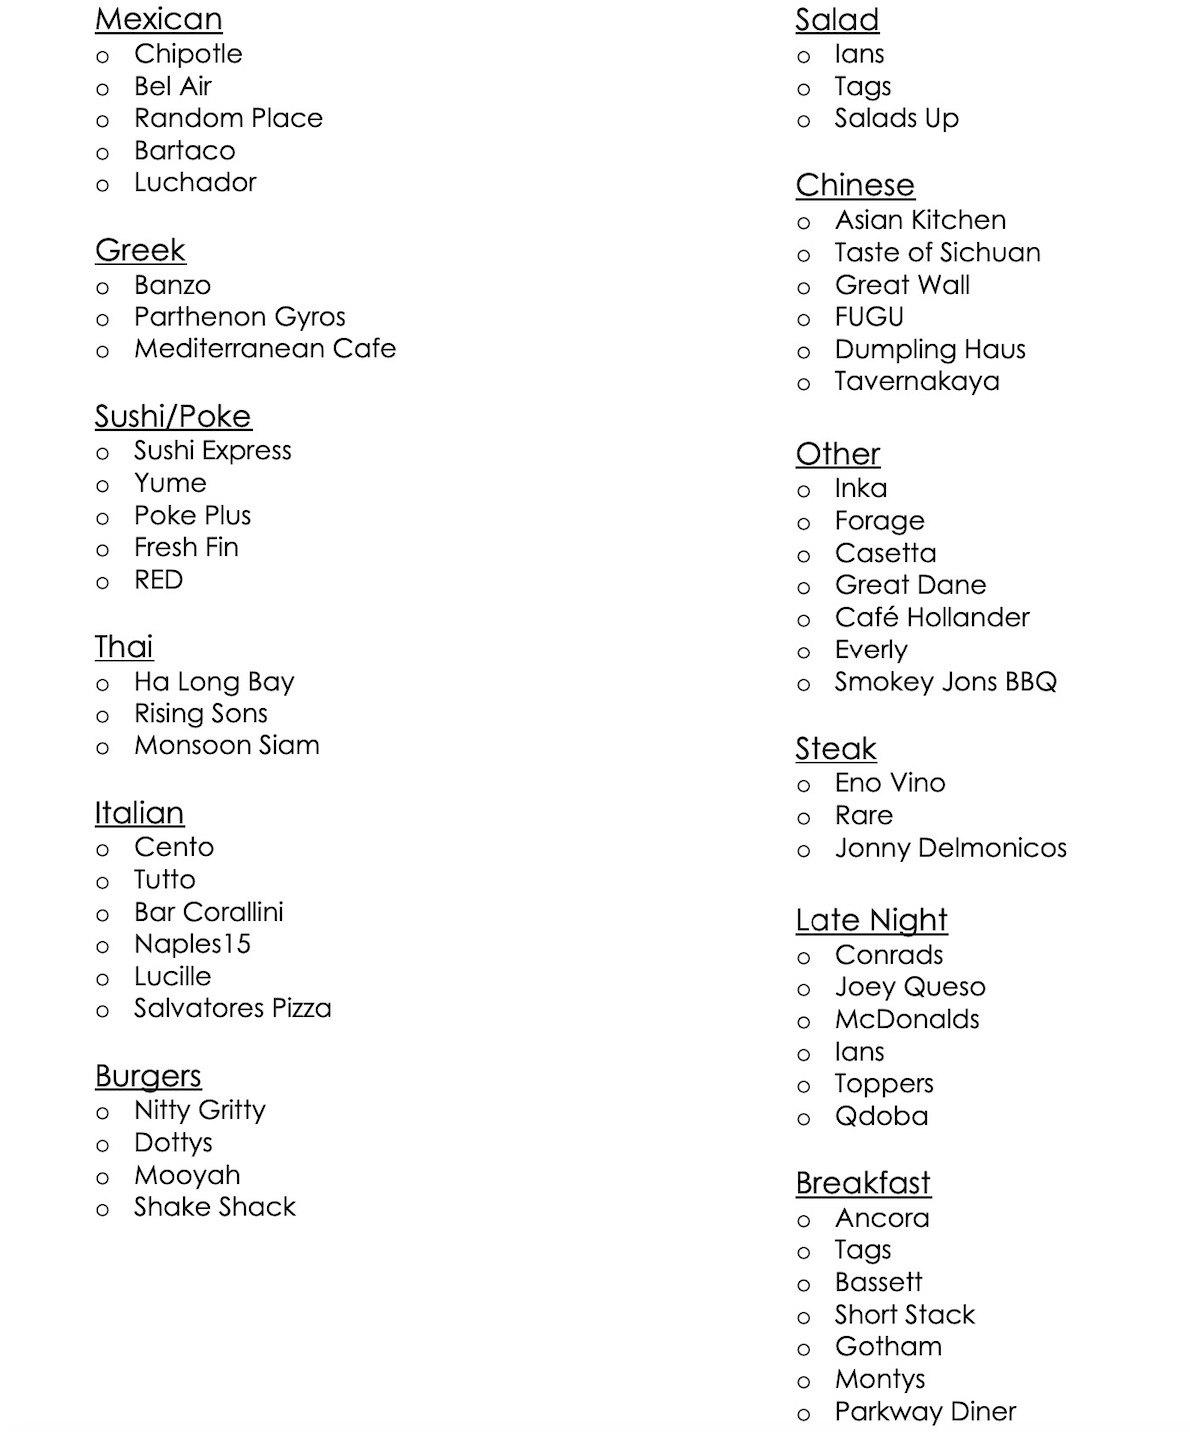 Mexican
o Chipotle
o Bel Air
o Random Place
o Bartaco
o Luchador
Greek
o Banzo
o Parthenon Gyros
o Mediterranean Cafe
Sushi/Poke
o Sushi Express
o Yume
o Poke Plus
o Fresh Fin
o RED
Thai
o Ha Long Bay
o Rising Sons
o Monsoon Siam
Italian
o Cento
o Tutto
o Bar Corallini
o Naples15
o Lucille
o Salvatores Pizza
Burgers
o Nitty Gritty
o Dottys
o Mooyah
o Shake Shack
Salad
o Ians
o Tags
o Salads Up
Chinese
o Asian Kitchen
o Taste of Sichuan
o Great Wall
o FUGU
o Dumpling Haus
o Tavernakaya
Other
o Inka
o Forage
o Casetta
o Great Dane
o Café Hollander
o Everly
o Smokey Jons BBQ
Steak
o Eno Vino
o Rare
o Jonny Delmonicos
Late Night
o Conrads
o Joey Queso
o McDonalds
o Ians
o Toppers
o Qdoba
Breakfast
o Ancora
o Tags
o Bassett
o Short Stack
o Gotham
o Montys
o Parkway Diner